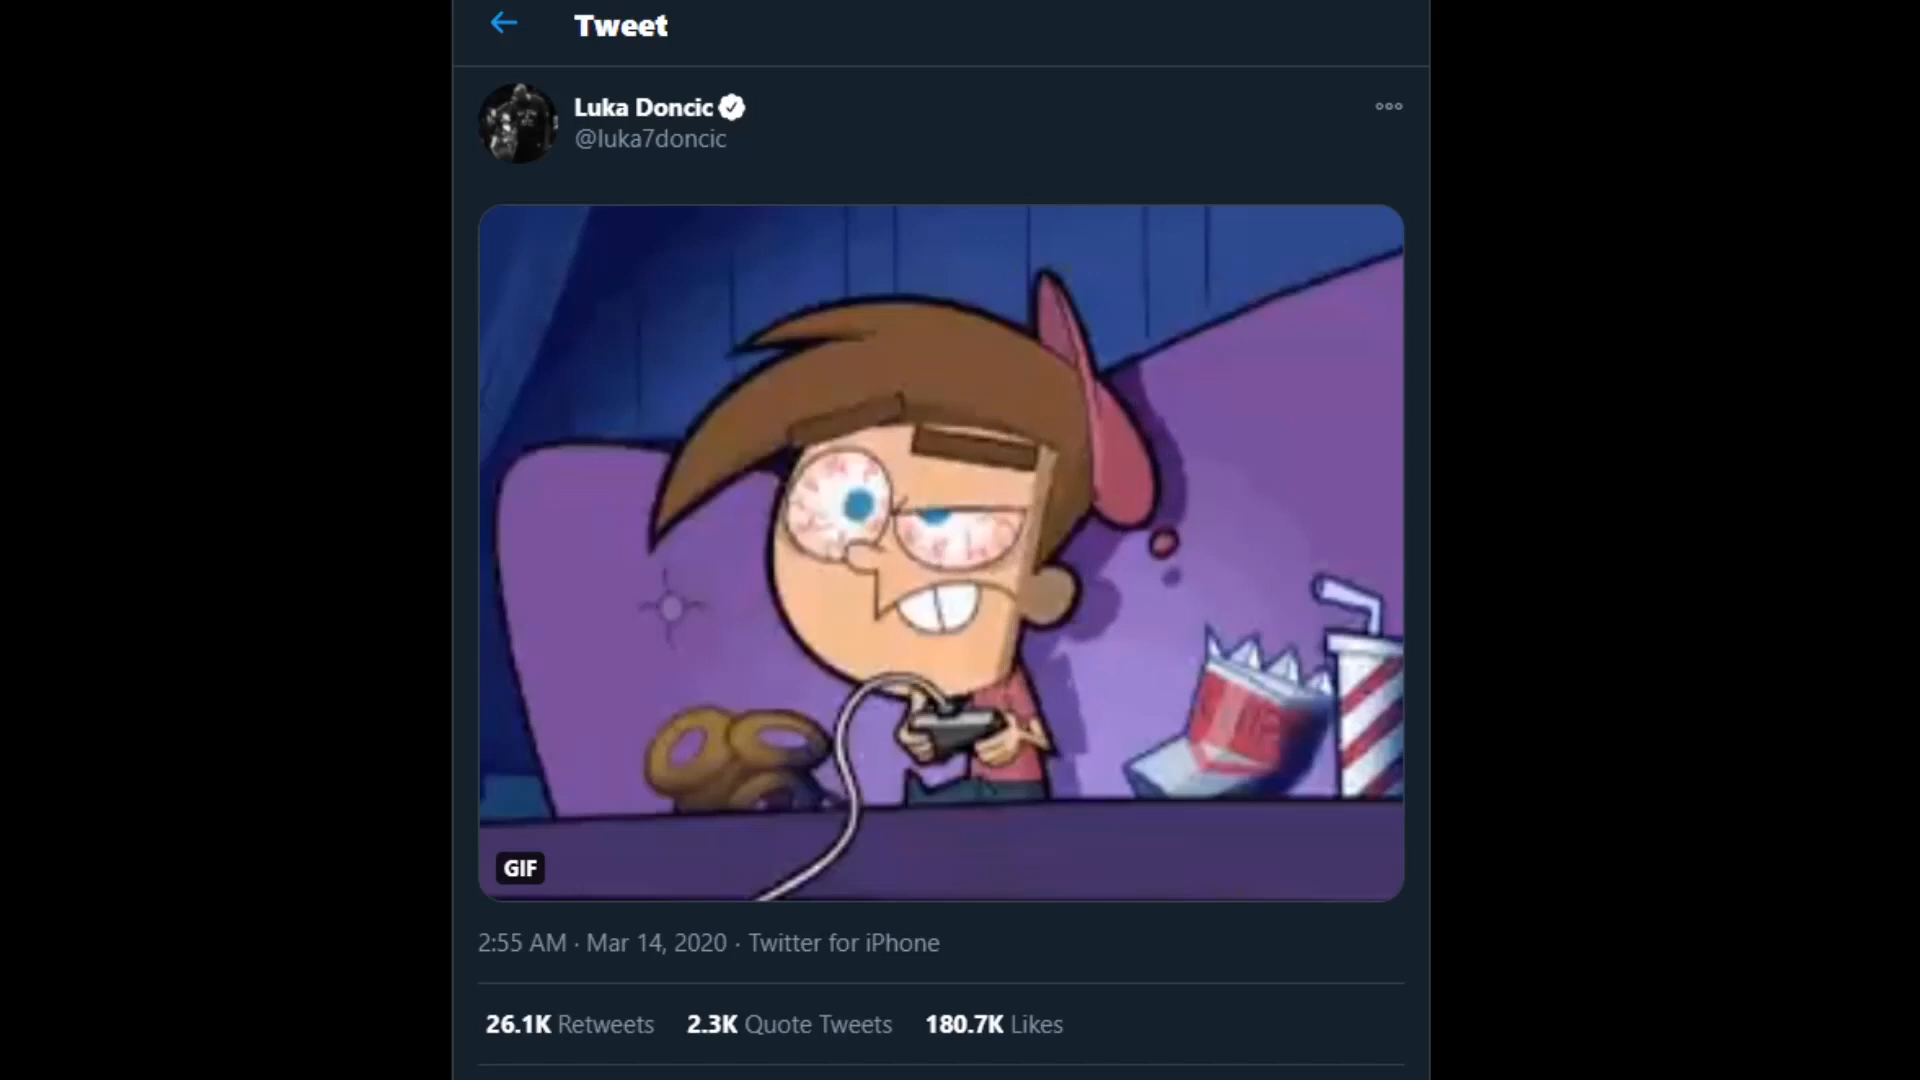 Tweet
Luka Doncic
@luka7doncic
GIF
2:55 AM · Mar 14, 2020 · Twitter for iPhone
26.1K Retweets 2.3K Quote Tweets 180.7K Likes